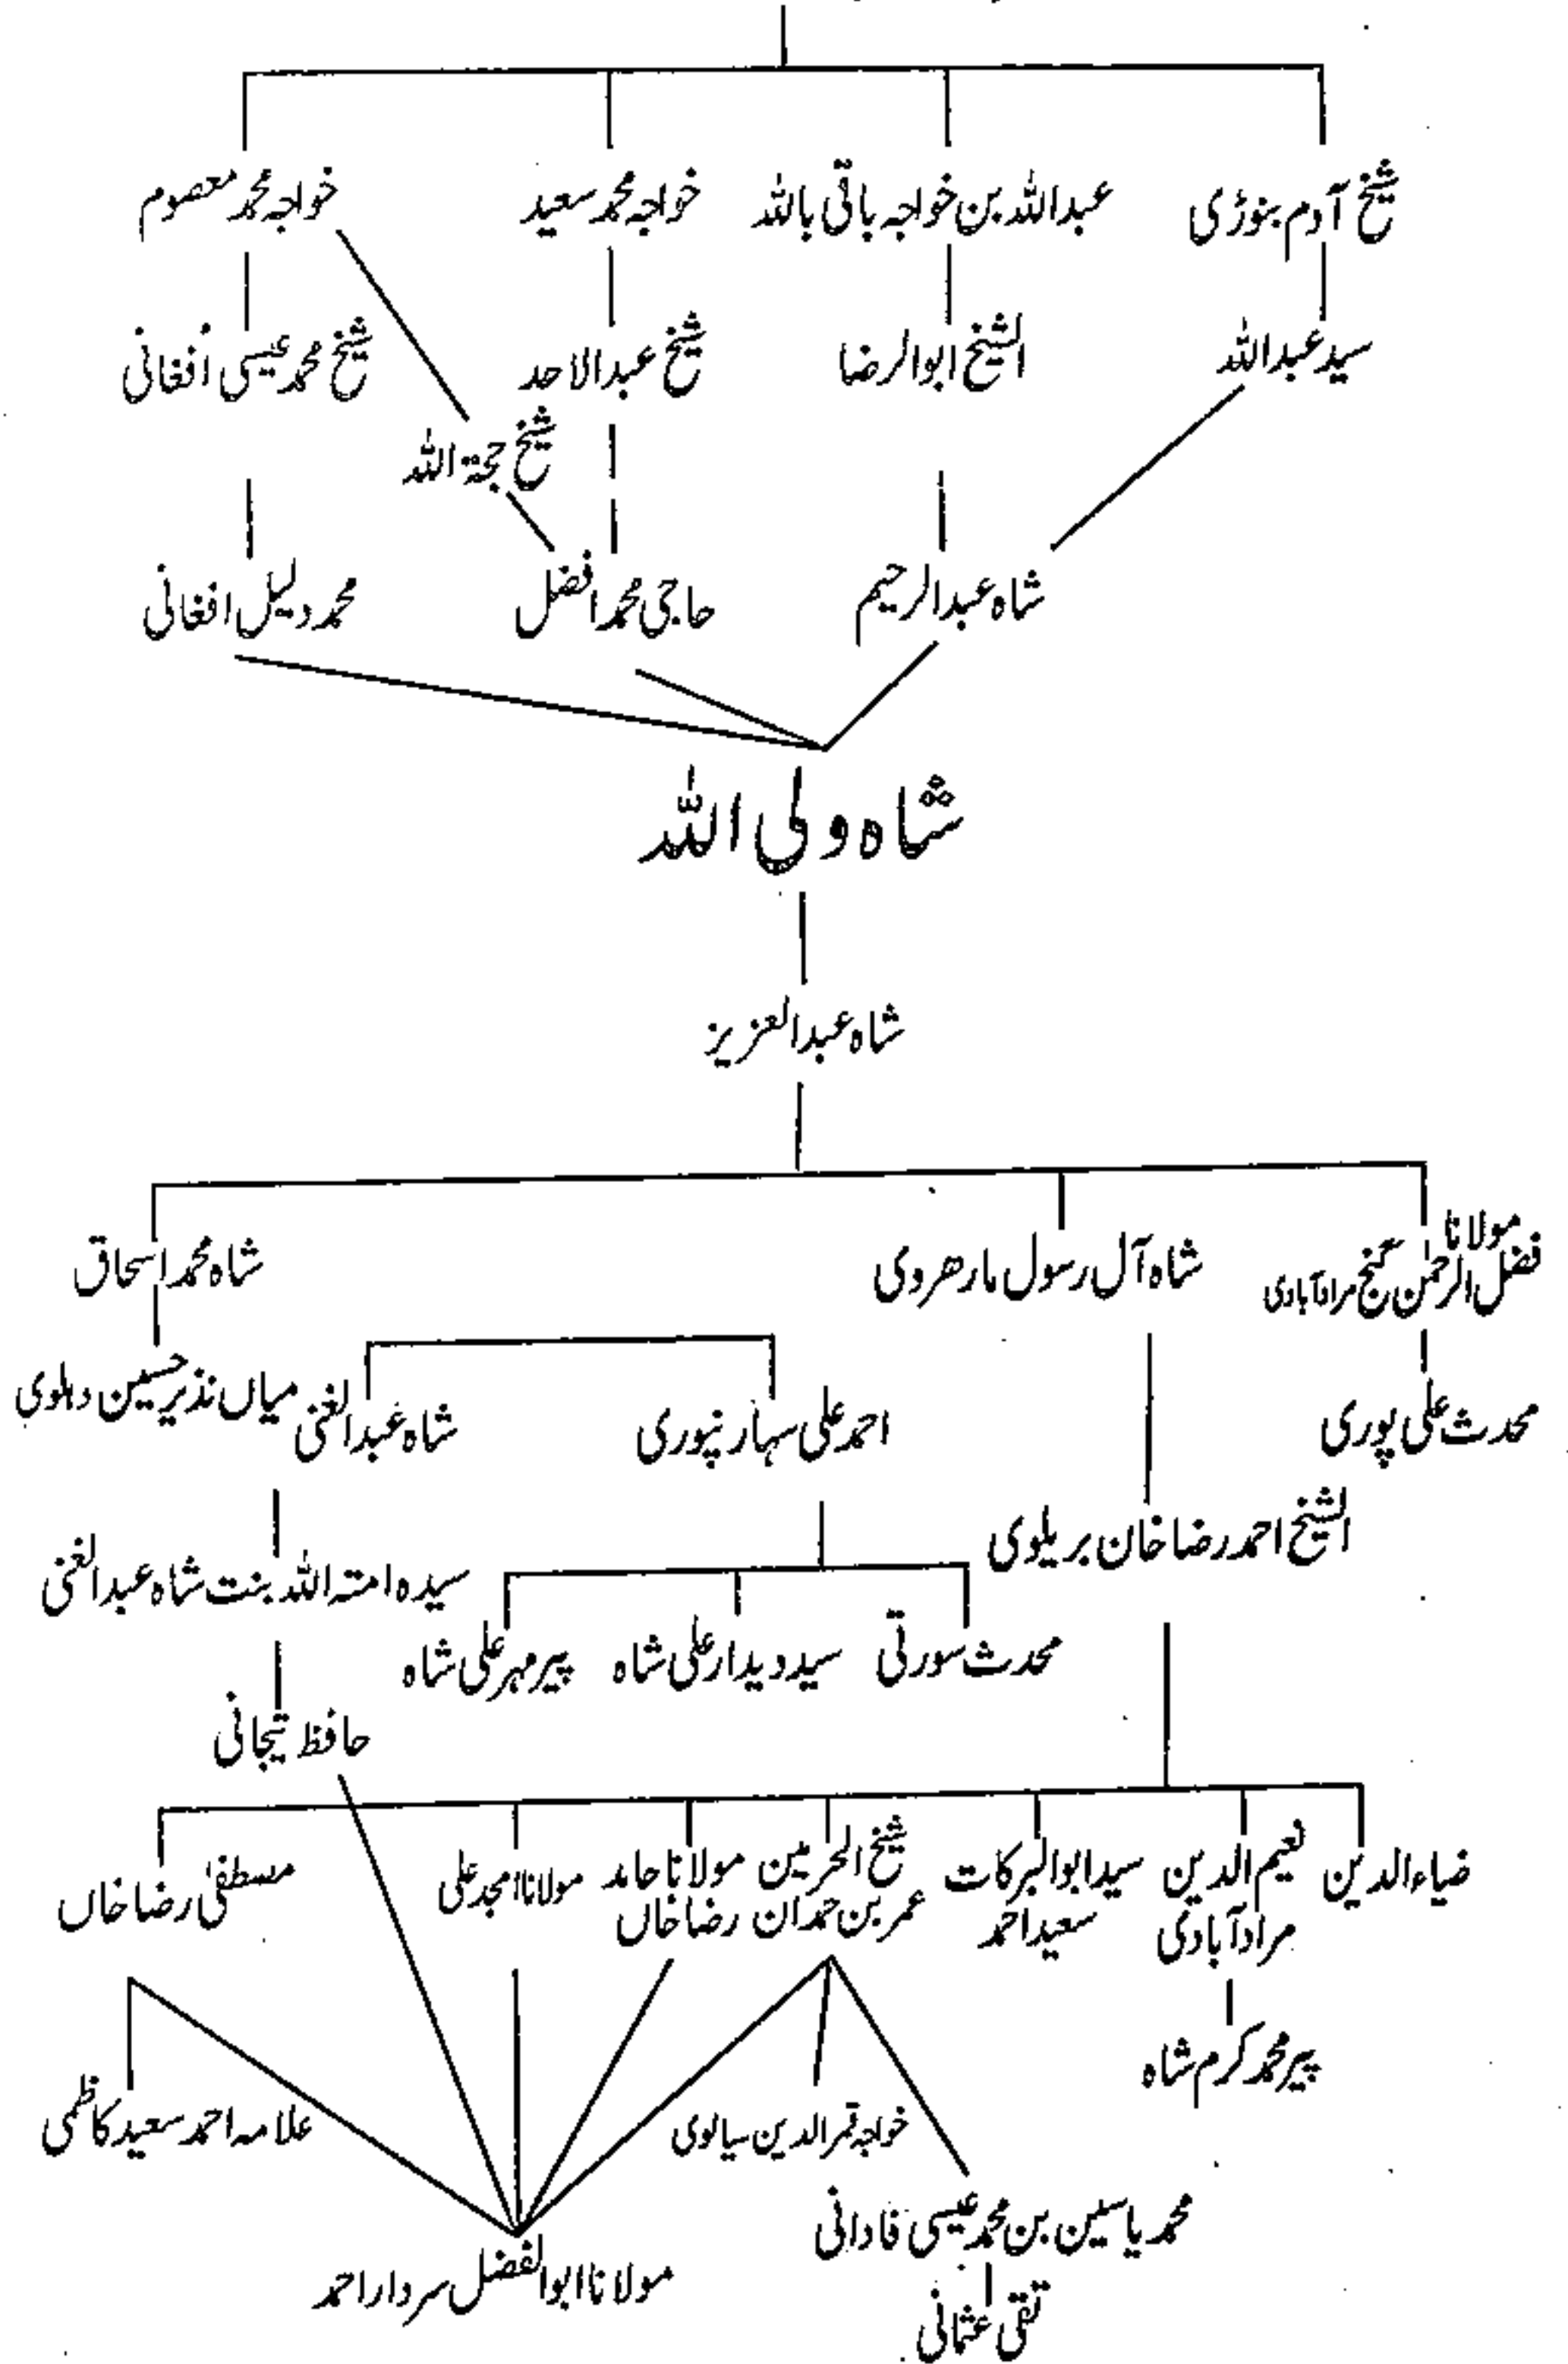 شیخ آدم بنوڑی
عبداللہ بن خواجہ باقی باللہ
خواجہ محمد سعید
خواجہ محمد معصوم
سید عبداللہ
الشیخ ابوالرضا
شیخ عبدالاحد
شیخ محمد عیسیٰ افغانی
شیخ حجۃ اللہ
شاہ عبدالرحیم
حاجی محمد افضل
محمد دلیل افغانی
شاہ ولی اللہ
شاہ عبدالعزیز
مولانا
فضل الرحمٰن گنج مرادآبادی
شاہ آل رسول مارھروی
شاہ محمد اسحاق
محدث علی پوری
احمد علی سہارنپوری
شاہ عبدالغنی
میاں نذیر حسین دہلوی
الشیخ احمد رضا خان بریلوی
سیدہ امتہ اللہ بنت شاہ عبدالغنی
محدث سورتی
سید دیدار علی شاہ
پیر مہر علی شاہ
حافظ تیجانی
ضیاءالدین
نعیم الدین
مرادآبادی
سید ابوالبرکات
سعید احمد
شیخ الحرمین
عمر بن حمدان
مولانا حامد
رضا خاں
مولانا امجد علی
مصطفیٰ رضا خاں
پیر محمد کرم شاہ
خواجہ قمرالدین سیالوی
علامہ احمد سعید کاظمی
محمد یاسین بن محمد عیسیٰ فادانی
مولانا ابوالفضل سردار احمد
تقی عثمانی